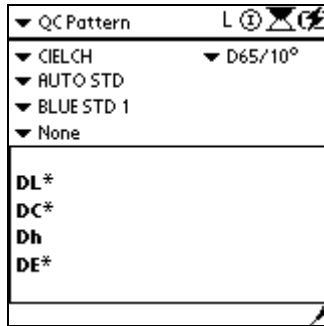 QC Pattern L I
CIELCH D65/10°
AUTO STD
BLUE STD 1
None
DL*
DC*
Dh
DE*